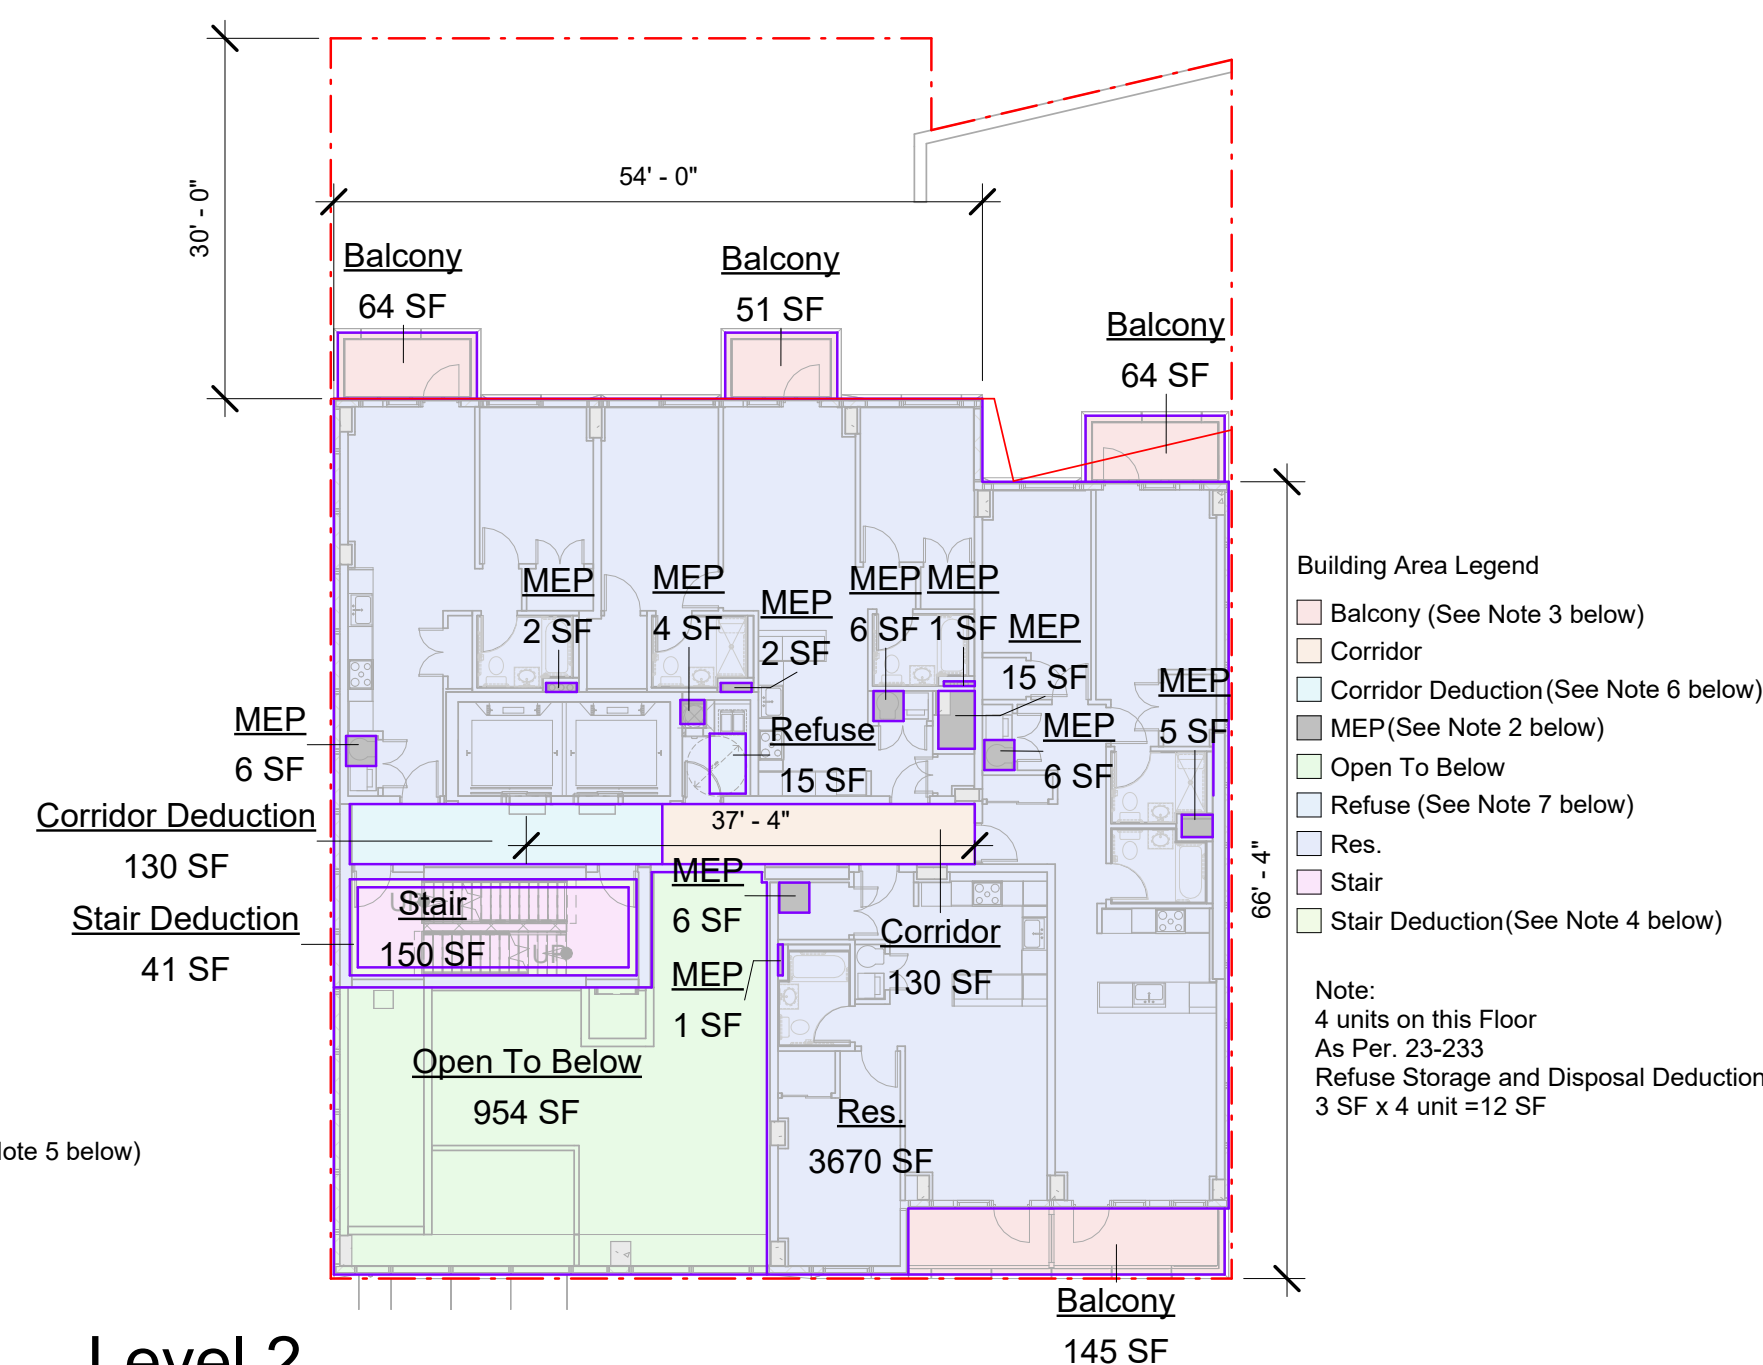 54' - 0"
30' - 0"
Balcony
64 SF
Balcony
51 SF
Balcony
64 SF
MEP
2 SF
MEP
4 SF
MEP
2 SF
MEP
6 SF
MEP
1 SF
MEP
15 SF
MEP
5 SF
MEP
6 SF
MEP
6 SF
Refuse
15 SF
Corridor Deduction
130 SF
37' - 4"
Stair Deduction
41 SF
Stair
150 SF
UP
MEP
6 SF
MEP
1 SF
Corridor
130 SF
66' - 4"
Open To Below
954 SF
Res.
3670 SF
Balcony
145 SF
Building Area Legend
Balcony (See Note 3 below)
Corridor
Corridor Deduction (See Note 6 below)
MEP (See Note 2 below)
Open To Below
Refuse (See Note 7 below)
Res.
Stair
Stair Deduction (See Note 4 below)
Note:
4 units on this Floor
As Per. 23-233
Refuse Storage and Disposal Deduction
3 SF x 4 unit =12 SF
Note 5 below)
Level 2